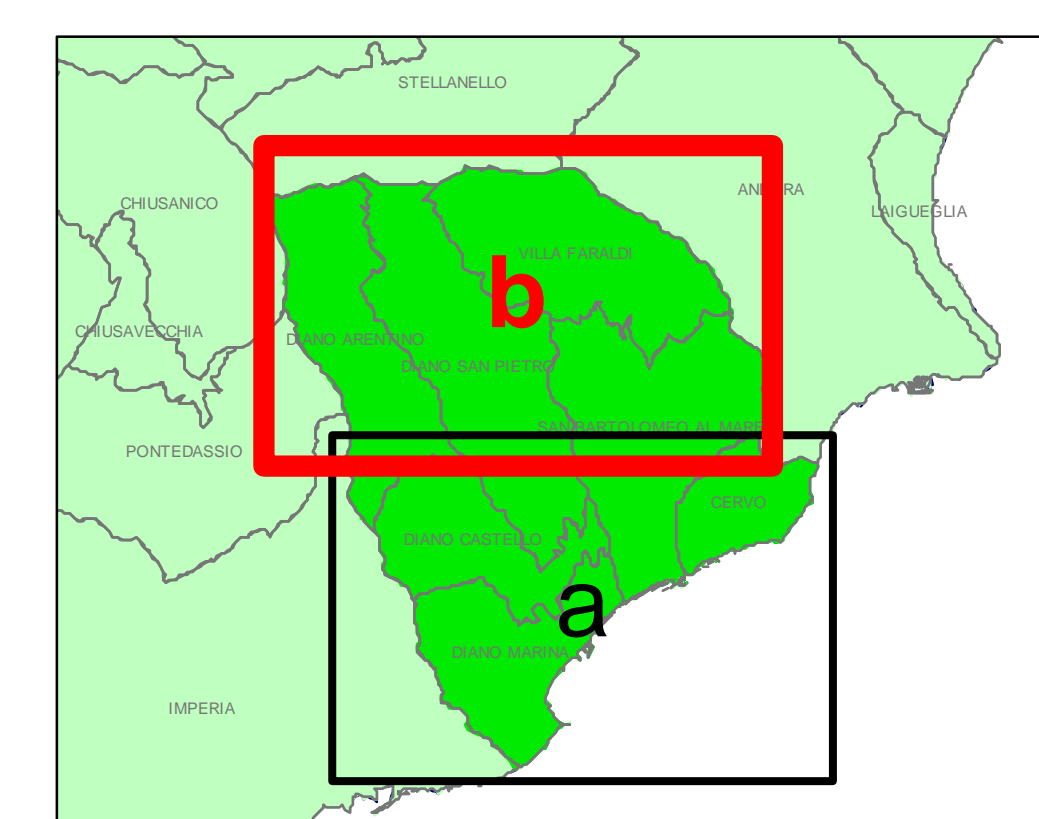 STELLANELLO
ANDORA
CHIUSANICO
LAIGUEGLIA
VILLA FARALDI
b
CHIUSAVECCHIA
DIANO ARENTINO
DIANO SAN PIETRO
SAN BARTOLOMEO AL MARE
PONTEDASSIO
CERVO
DIANO CASTELLO
a
DIANO MARINA
IMPERIA